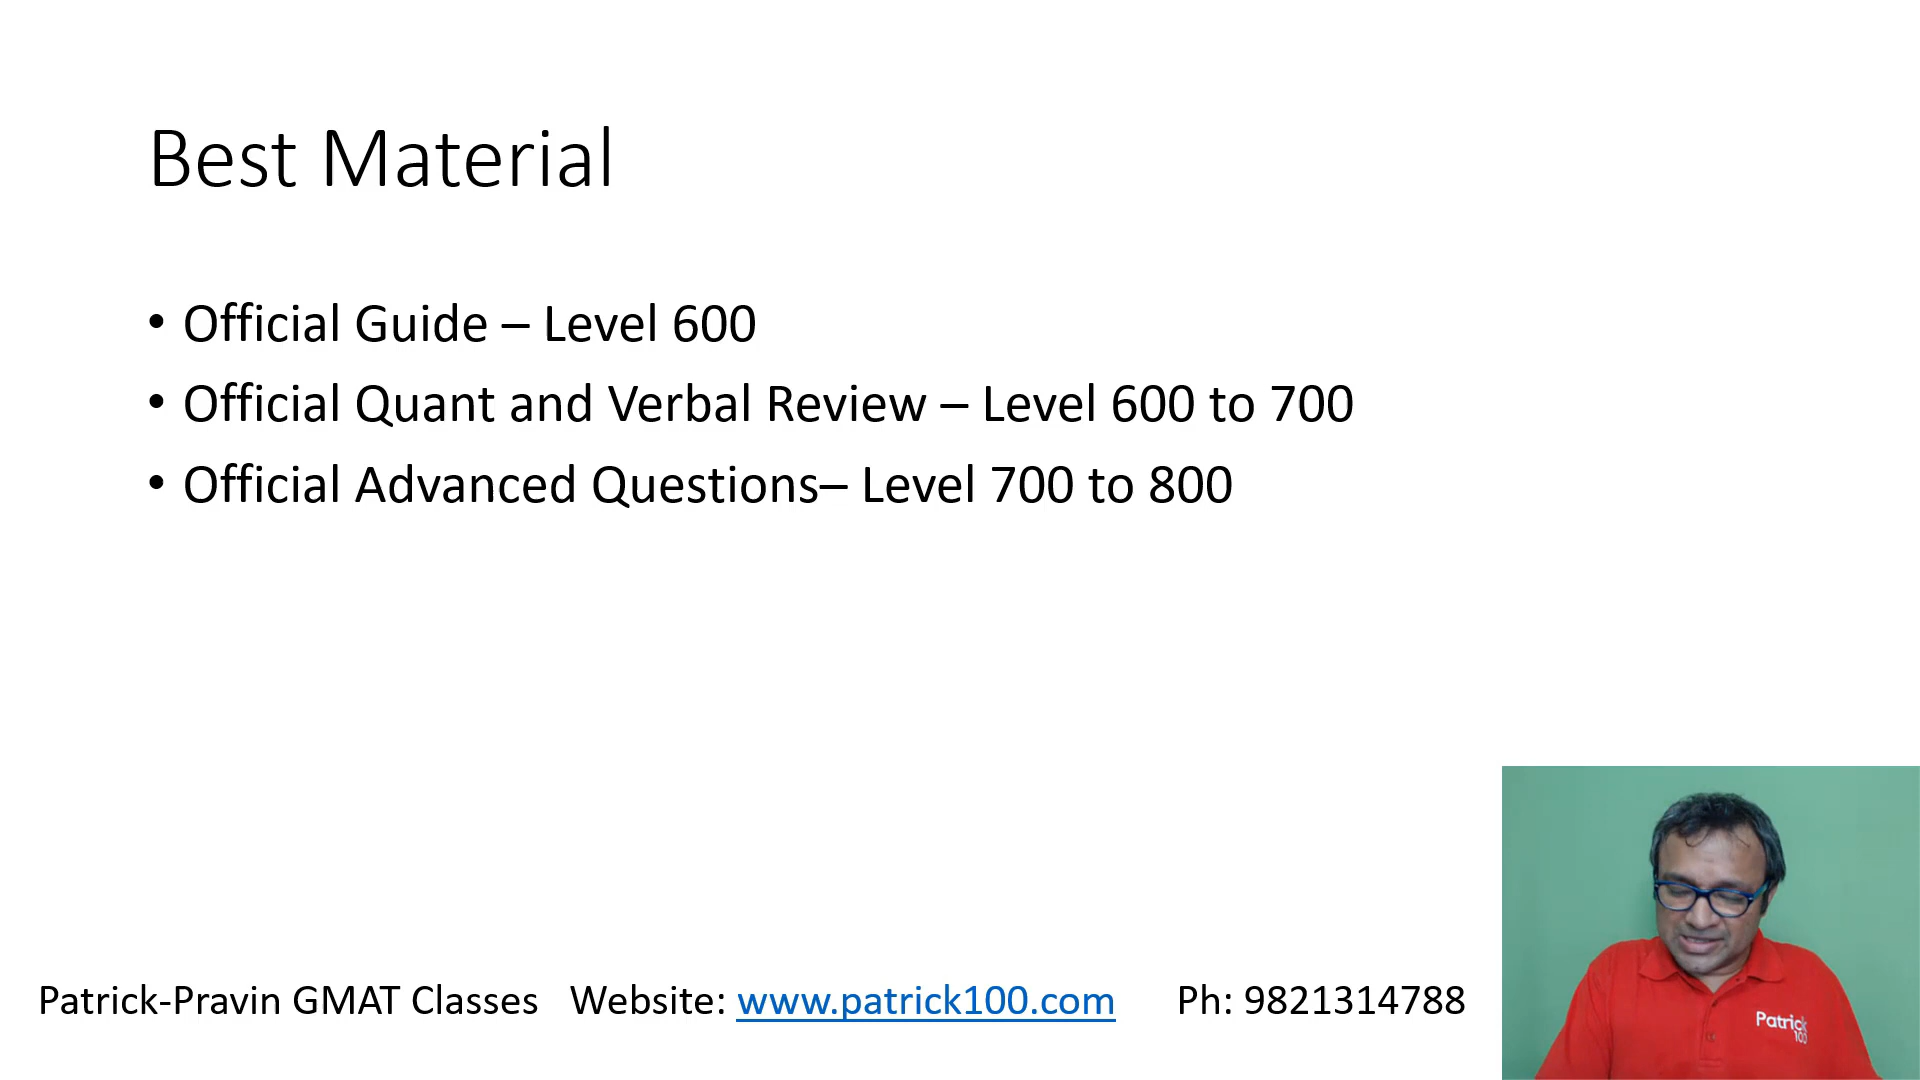 Best Material
• Official Guide – Level 600
• Official Quant and Verbal Review – Level 600 to 700
• Official Advanced Questions– Level 700 to 800
Patrick-Pravin GMAT Classes Website: www.patrick100.com Ph: 9821314788
Patrick
100